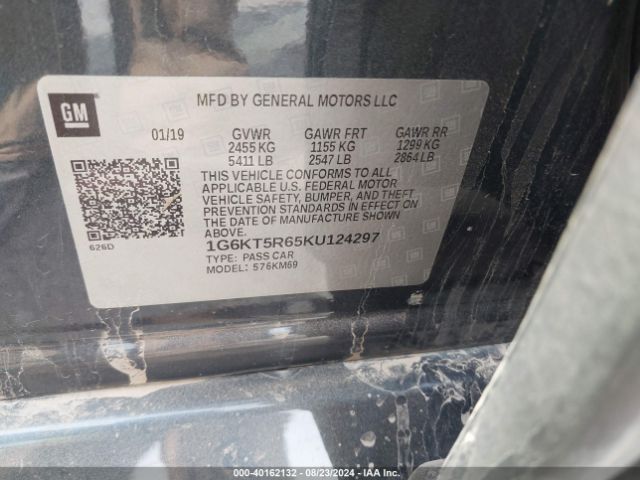 GM
MFD BY GENERAL MOTORS LLC
01/19 GVWR GAWR FRT GAWR RR
2455 KG 1155 KG 1299 KG
5411 LB 2547 LB 2864 LB
THIS VEHICLE CONFORMS TO ALL
APPLICABLE U.S. FEDERAL MOTOR
VEHICLE SAFETY, BUMPER, AND THEFT
PREVENTION STANDARDS IN EFFECT ON
THE DATE OF MANUFACTURE SHOWN
ABOVE.
626D
1G6KT5R65KU124297
TYPE: PASS CAR
MODEL: 576KM69
000-40162132 - 08/23/2024 - IAA Inc.